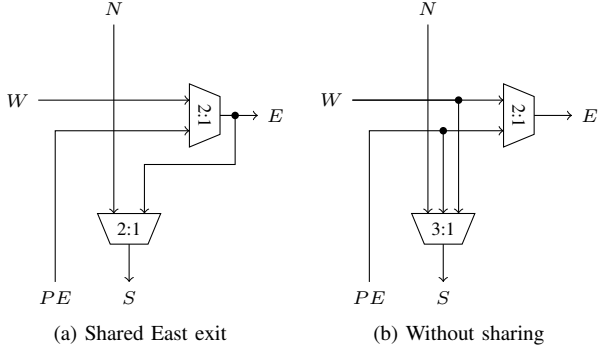 N N
W 2:1 E W 2:1 E
2:1 3:1
PE S PE S
(a) Shared East exit (b) Without sharing